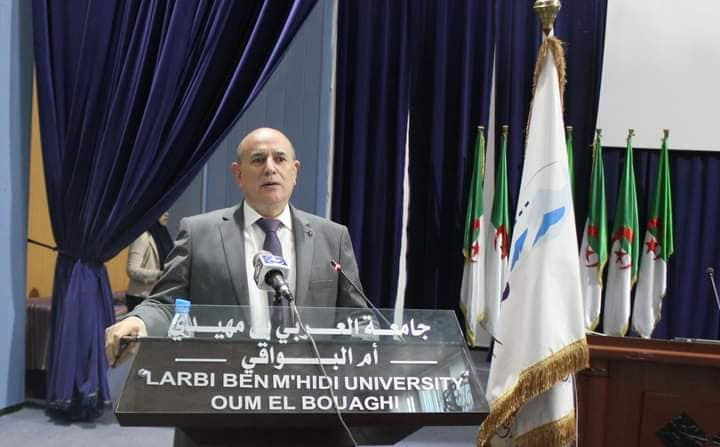 جامعة العربي بن مهيدي
أم البواقي
"LARBI BEN M'HIDI UNIVERSITY"
OUM EL BOUAGHI